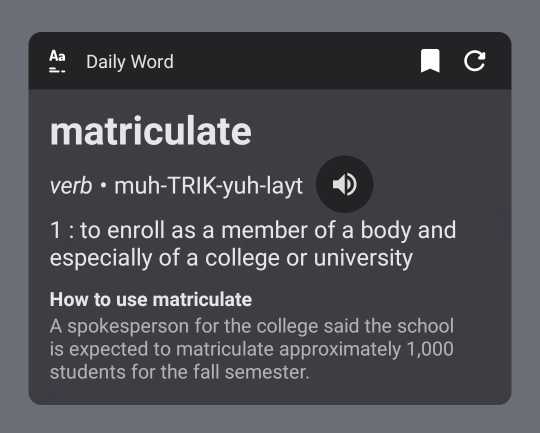 Aa
Daily Word
matriculate
verb • muh-TRIK-yuh-layt
1 : to enroll as a member of a body and
especially of a college or university
How to use matriculate
A spokesperson for the college said the school
is expected to matriculate approximately 1,000
students for the fall semester.